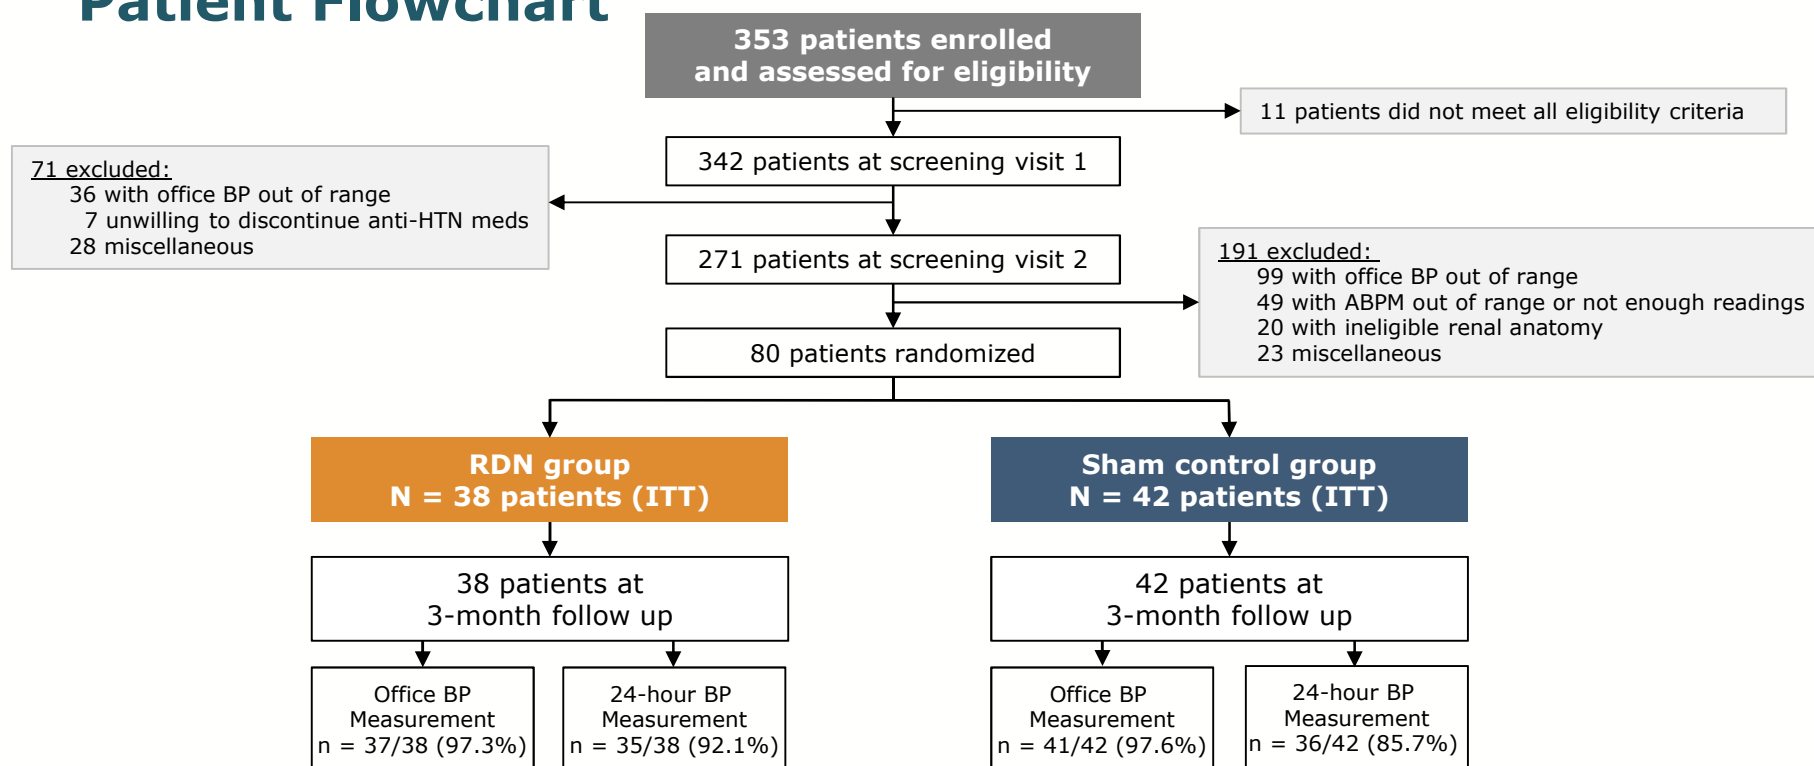 Patient Flowchart
353 patients enrolled
and assessed for eligibility
11 patients did not meet all eligibility criteria
342 patients at screening visit 1
71 excluded:
36 with office BP out of range
7 unwilling to discontinue anti-HTN meds
28 miscellaneous
271 patients at screening visit 2
191 excluded:
99 with office BP out of range
49 with ABPM out of range or not enough readings
20 with ineligible renal anatomy
23 miscellaneous
80 patients randomized
RDN group
N = 38 patients (ITT)
Sham control group
N = 42 patients (ITT)
38 patients at
3-month follow up
42 patients at
3-month follow up
Office BP
Measurement
n = 37/38 (97.3%)
24-hour BP
Measurement
n = 35/38 (92.1%)
Office BP
Measurement
n = 41/42 (97.6%)
24-hour BP
Measurement
n = 36/42 (85.7%)